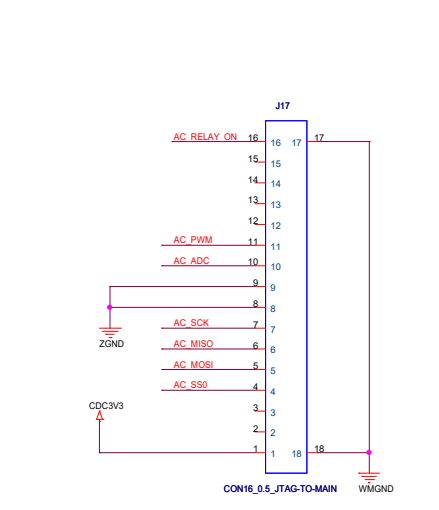 J17
AC_RELAY_ON 16 16 17 17
15 15
14 14
13 13
12 12
AC_PWM 11 11
AC_ADC 10 10
9 9
8 8
ZGND
AC_SCK 7 7
AC_MISO 6 6
AC_MOSI 5 5
AC_SS0 4 4
CDC3V3
3 3
2 2
1 1 18 18
CON16_0.5_JTAG-TO-MAIN
WMGND